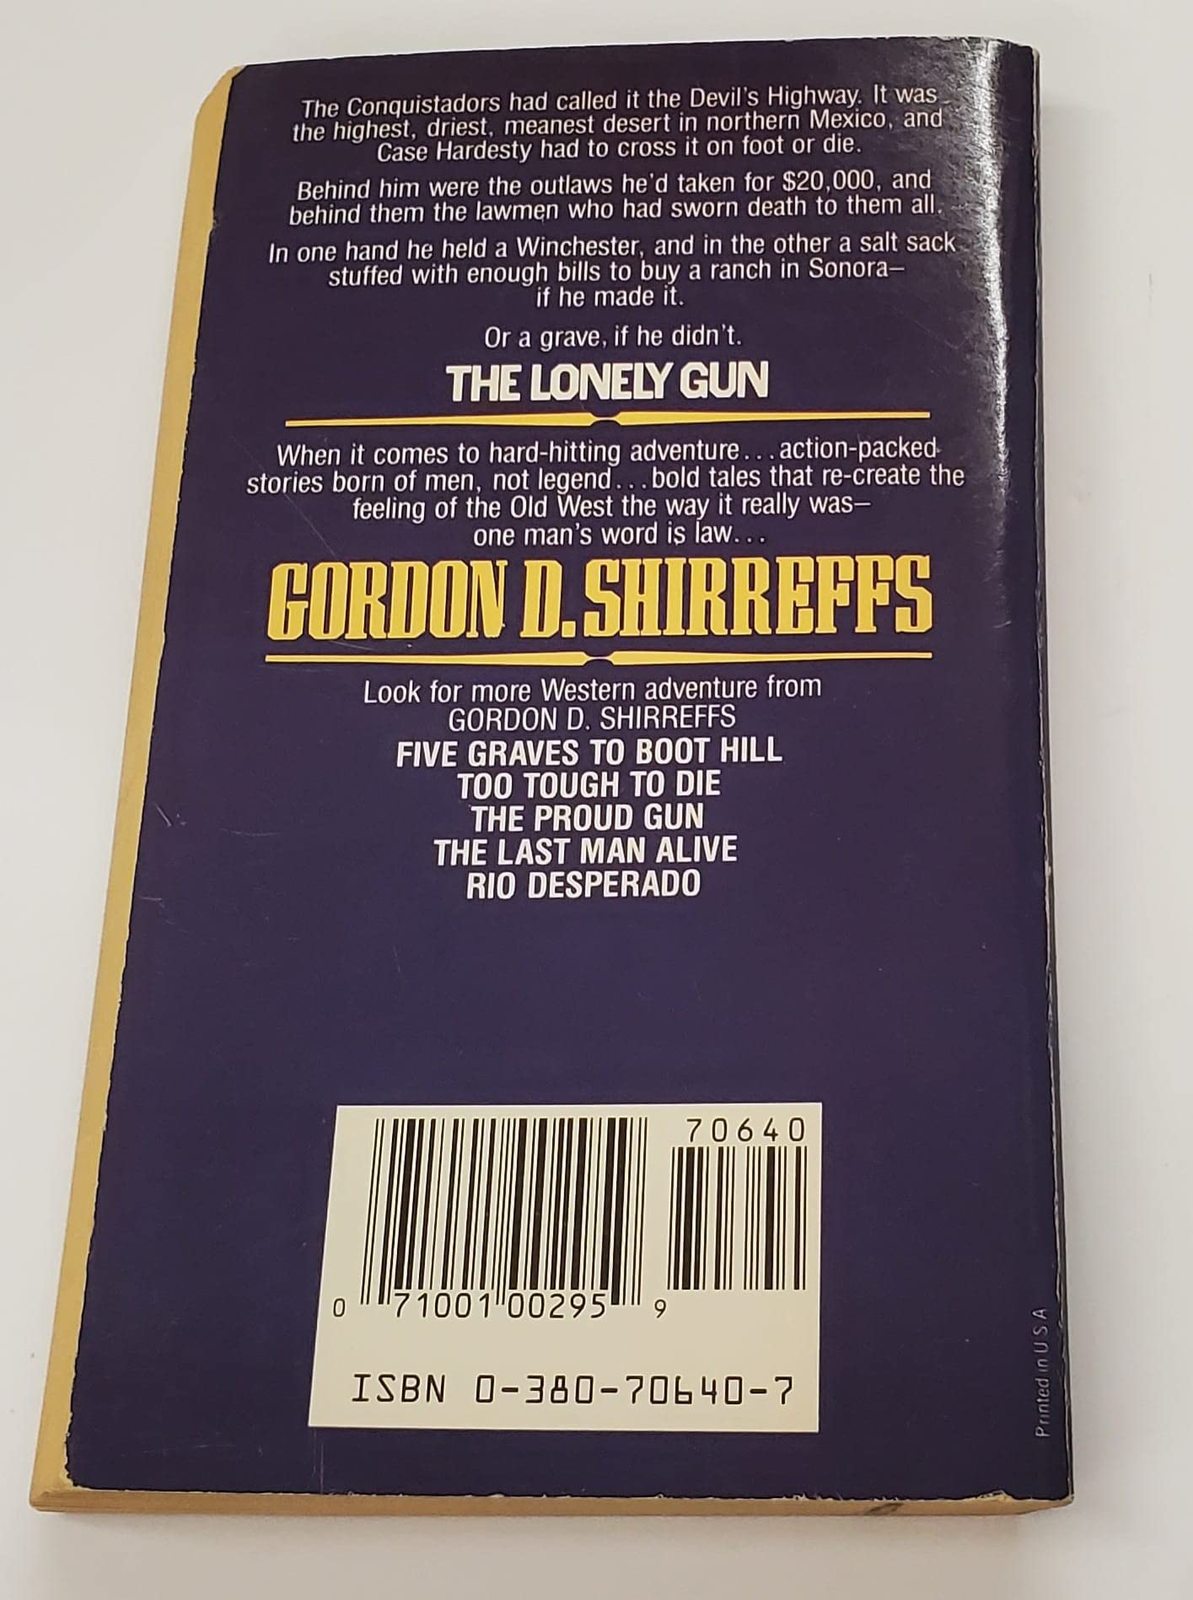 The Conquistadors had called it the Devil's Highway. It was
the highest, driest, meanest desert in northern Mexico, and
Case Hardesty had to cross it on foot or die.
Behind him were the outlaws he'd taken for $20,000, and
behind them the lawmen who had sworn death to them all.
In one hand he held a Winchester, and in the other a salt sack
stuffed with enough bills to buy a ranch in Sonora—
if he made it.
Or a grave, if he didn't.
THE LONELY GUN
When it comes to hard-hitting adventure...action-packed
stories born of men, not legend...bold tales that re-create the
feeling of the Old West the way it really was—
one man's word is law...
GORDON D. SHIRREFFS
Look for more Western adventure from
GORDON D. SHIRREFFS
FIVE GRAVES TO BOOT HILL
TOO TOUGH TO DIE
THE PROUD GUN
THE LAST MAN ALIVE
RIO DESPERADO
70640
0 71001 00295 9
ISBN 0-380-70640-7
Printed in U S A